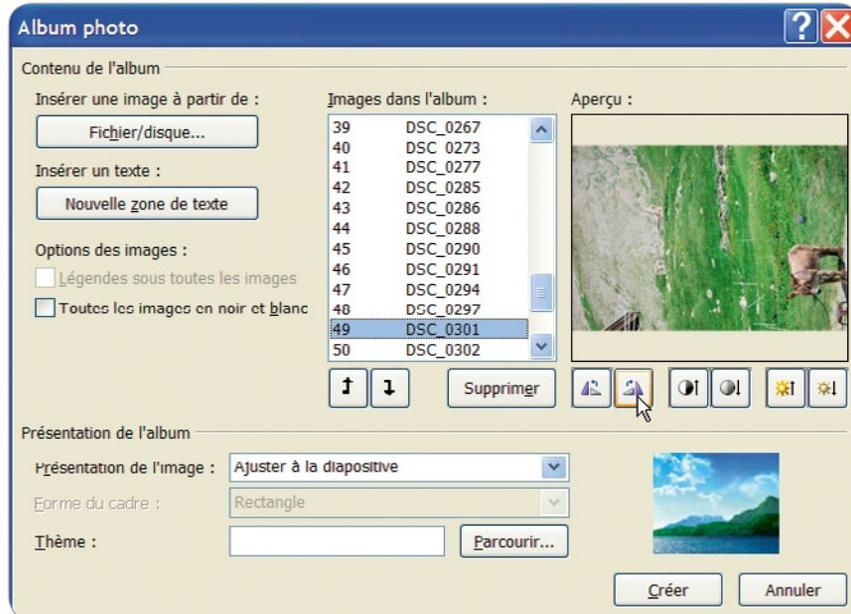 Album photo
Contenu de l'album
Insérer une image à partir de :
Fichier/disque...
Insérer un texte :
Nouvelle zone de texte
Options des images :
Légendes sous toutes les images
Toutes les images en noir et blanc
Images dans l'album :
39 DSC_0267
40 DSC_0273
41 DSC_0277
42 DSC_0285
43 DSC_0286
44 DSC_0288
45 DSC_0290
46 DSC_0291
47 DSC_0294
48 DSC_0297
49 DSC_0301
50 DSC_0302
Supprimer
Aperçu :
Présentation de l'album
Présentation de l'image : Ajuster à la diapositive
Forme du cadre : Rectangle
Thème :
Parcourir...
Créer
Annuler